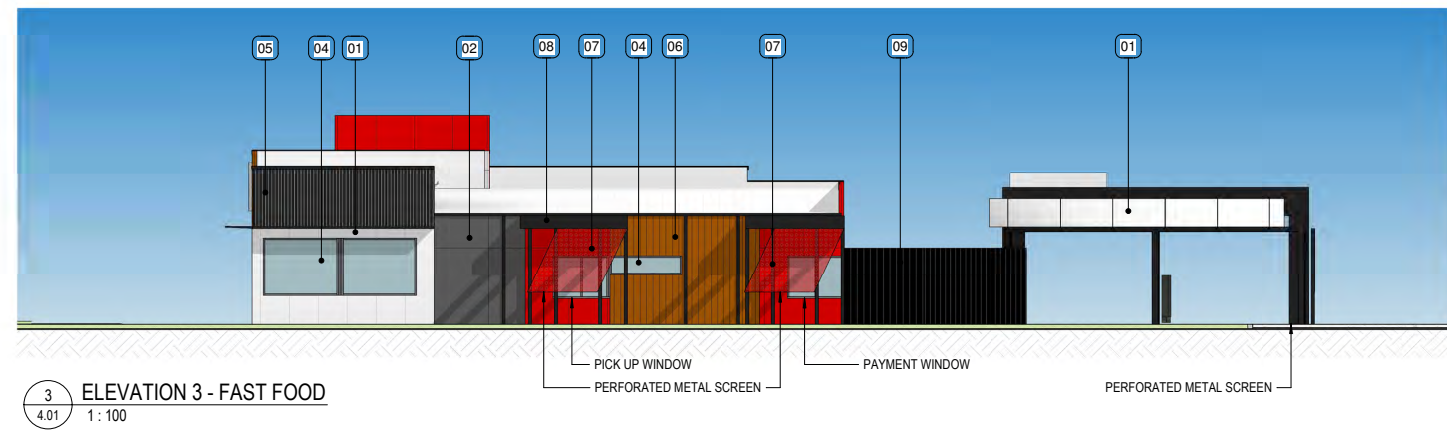 05 04 01 02 08 07 04 06 07 09 01
PICK UP WINDOW
PAYMENT WINDOW
PERFORATED METAL SCREEN
PERFORATED METAL SCREEN
3
4.01
ELEVATION 3 - FAST FOOD
1 : 100